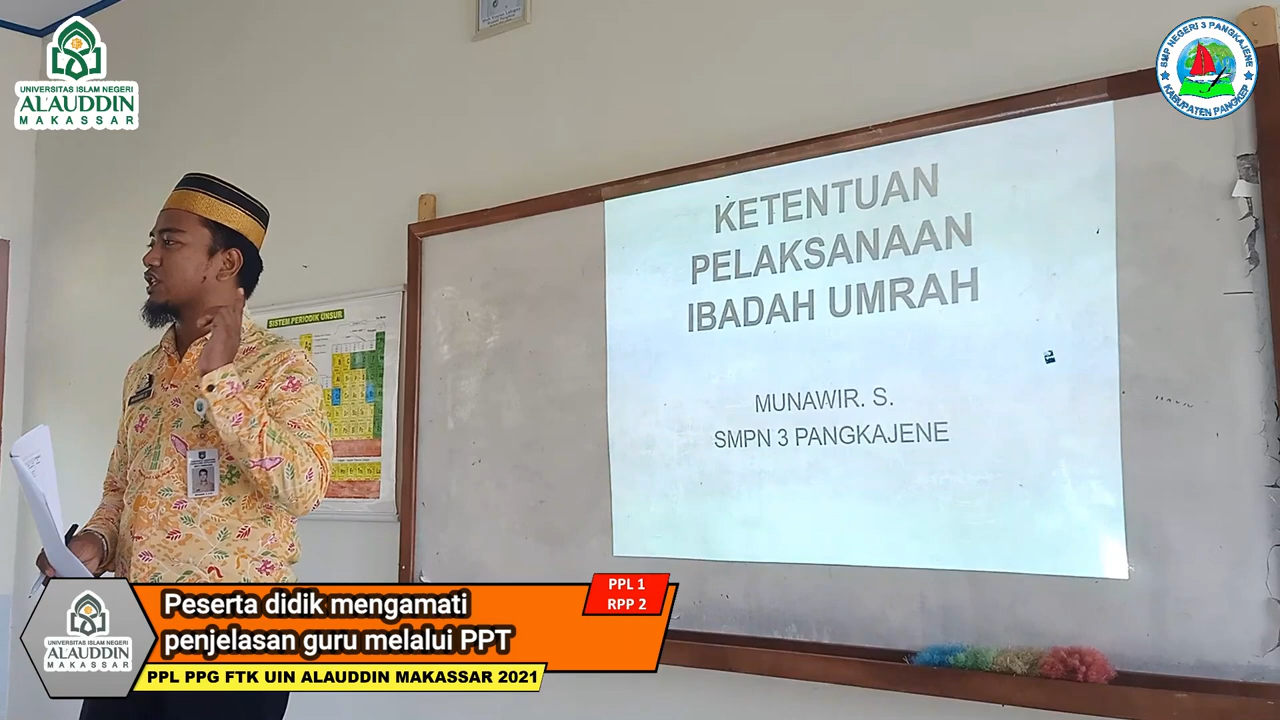 UNIVERSITAS ISLAM NEGERI
ALAUDDIN
MAKASSAR
SMP NEGERI 3 PANGKAJENE
KABUPATEN PANGKEP
KETENTUAN
PELAKSANAAN
IBADAH UMRAH
MUNAWIR. S.
SMPN 3 PANGKAJENE
SISTEM PERIODIK UNSUR
PPL 1
RPP 2
Peserta didik mengamati
penjelasan guru melalui PPT
UNIVERSITAS ISLAM NEGERI
ALAUDDIN
MAKASSAR
PPL PPG FTK UIN ALAUDDIN MAKASSAR 2021